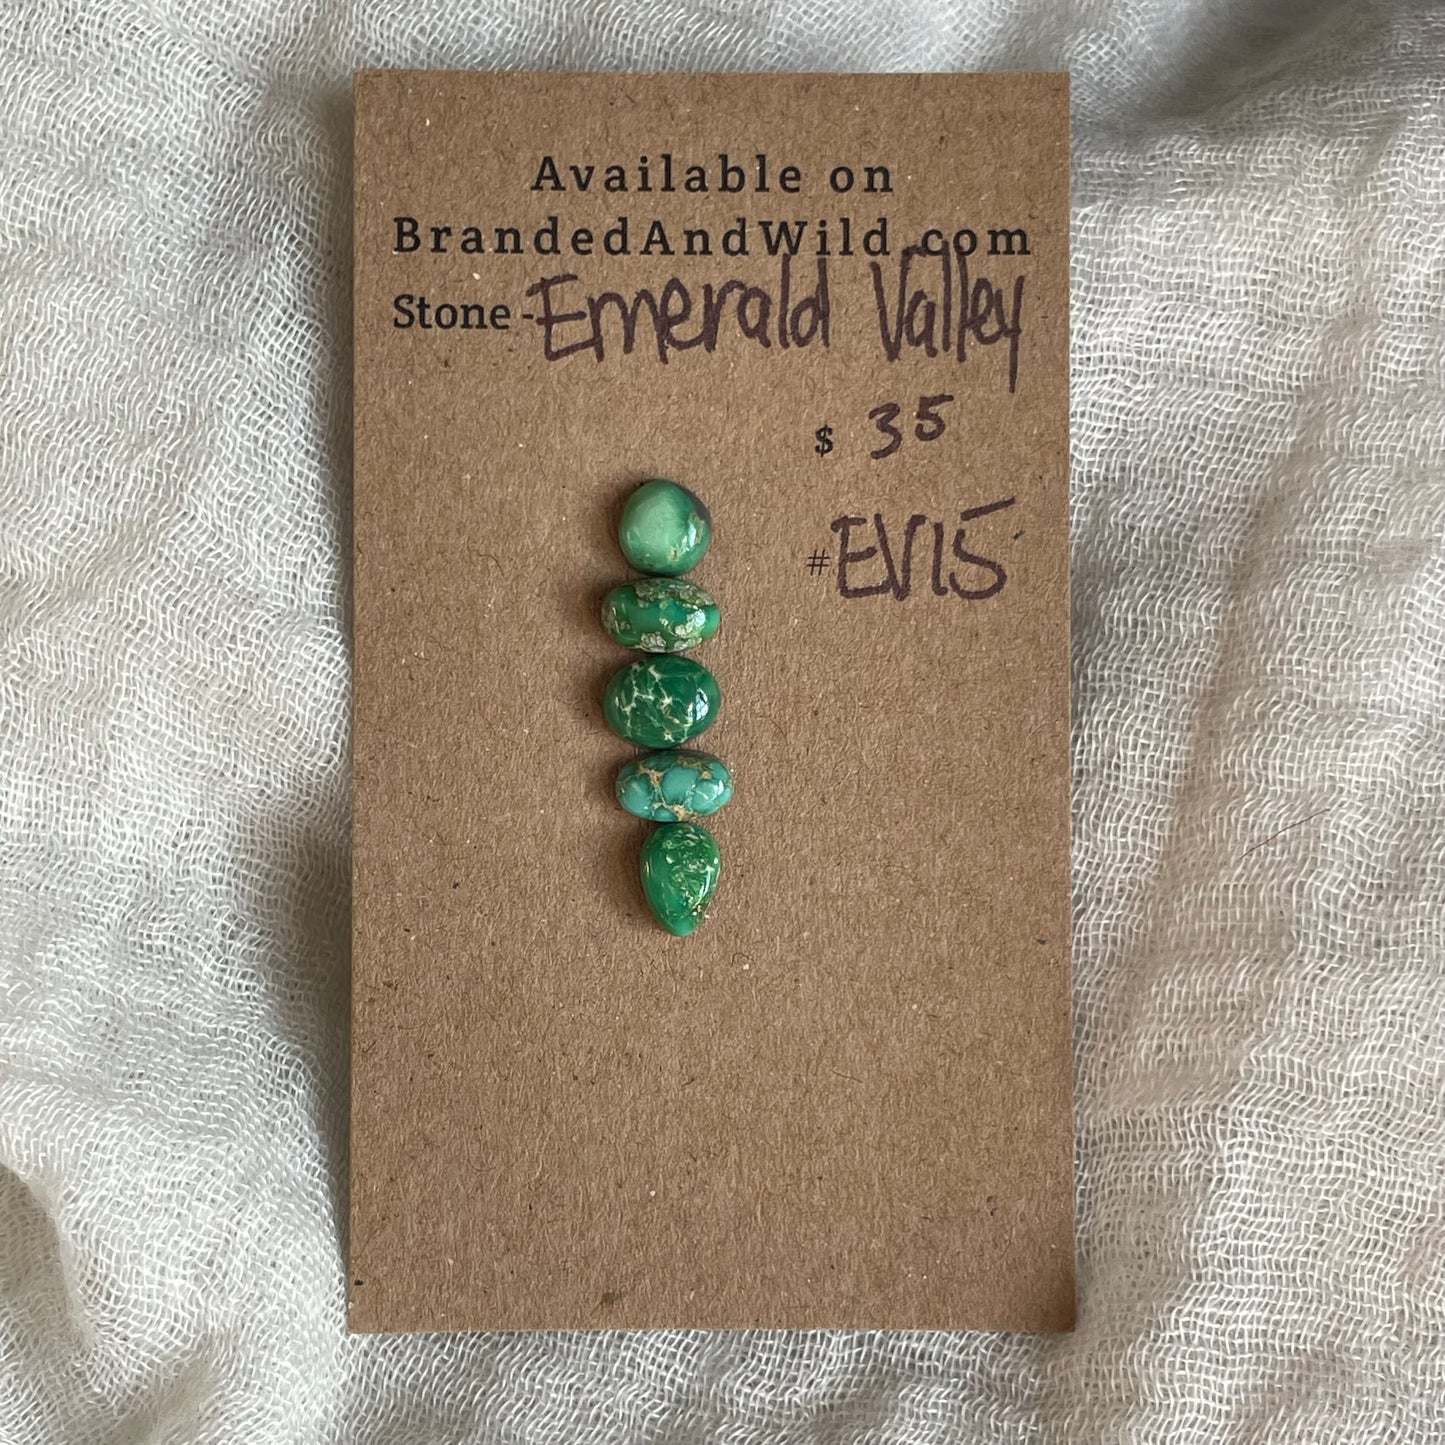 Available on
BrandedAndWild.com
Stone - Emerald Valley
$ 35
#EV15